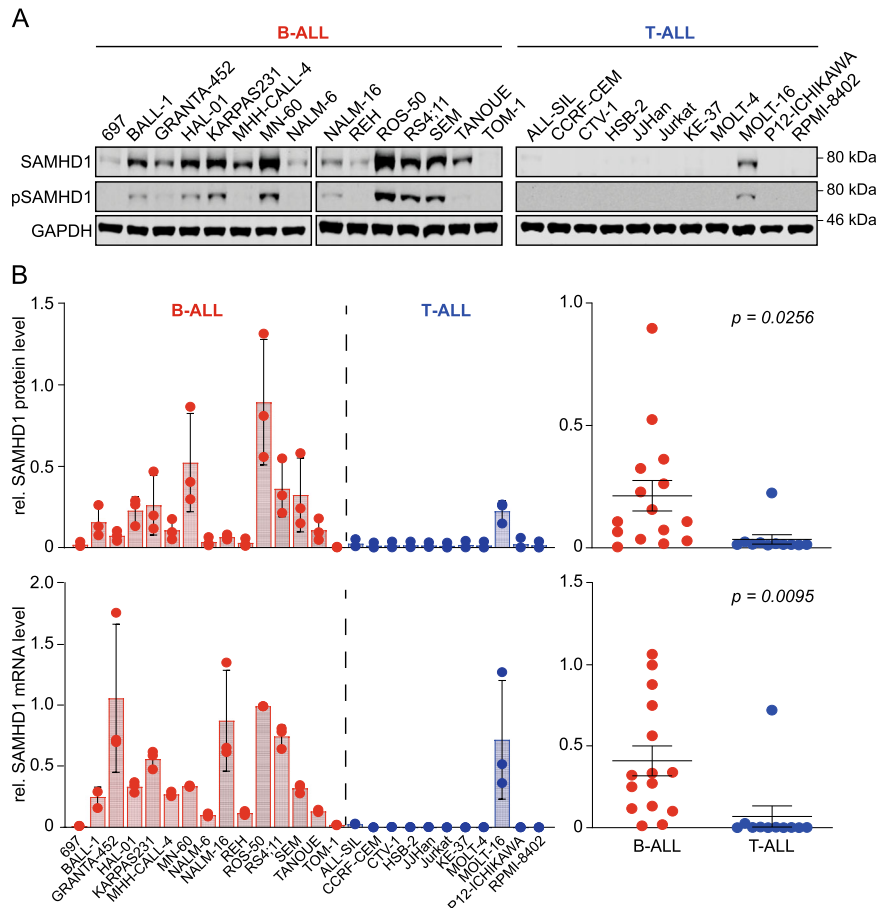 A
B-ALL
T-ALL
697
BALL-1
GRANTA-452
HAL-01
KARPAS231
MHH-CALL-4
MN-60
NALM-6
NALM-16
REH
ROS-50
RS4:11
SEM
TANOUE
TOM-1
ALL-SIL
CCRF-CEM
CTV-1
HSB-2
JJHan
Jurkat
KE-37
MOLT-4
MOLT-16
P12-ICHIKAWA
RPMI-8402
SAMHD1
80 kDa
pSAMHD1
80 kDa
46 kDa
GAPDH
B
rel. SAMHD1 protein level
1.5
1.0
0.5
0
B-ALL
T-ALL
1.0
0.5
0
p = 0.0256
rel. SAMHD1 mRNA level
2.0
1.5
1.0
0.5
0
697
BALL-1
GRANTA-452
HAL-01
KARPAS231
MHH-CALL-4
MN-60
NALM-6
NALM-16
REH
ROS-50
RS4:11
SEM
TANOUE
TOM-1
ALL-SIL
CCRF-CEM
CTV-1
HSB-2
JJHan
Jurkat
KE-37
MOLT-4
MOLT-16
P12-ICHIKAWA
RPMI-8402
1.5
1.0
0.5
0
p = 0.0095
B-ALL
T-ALL